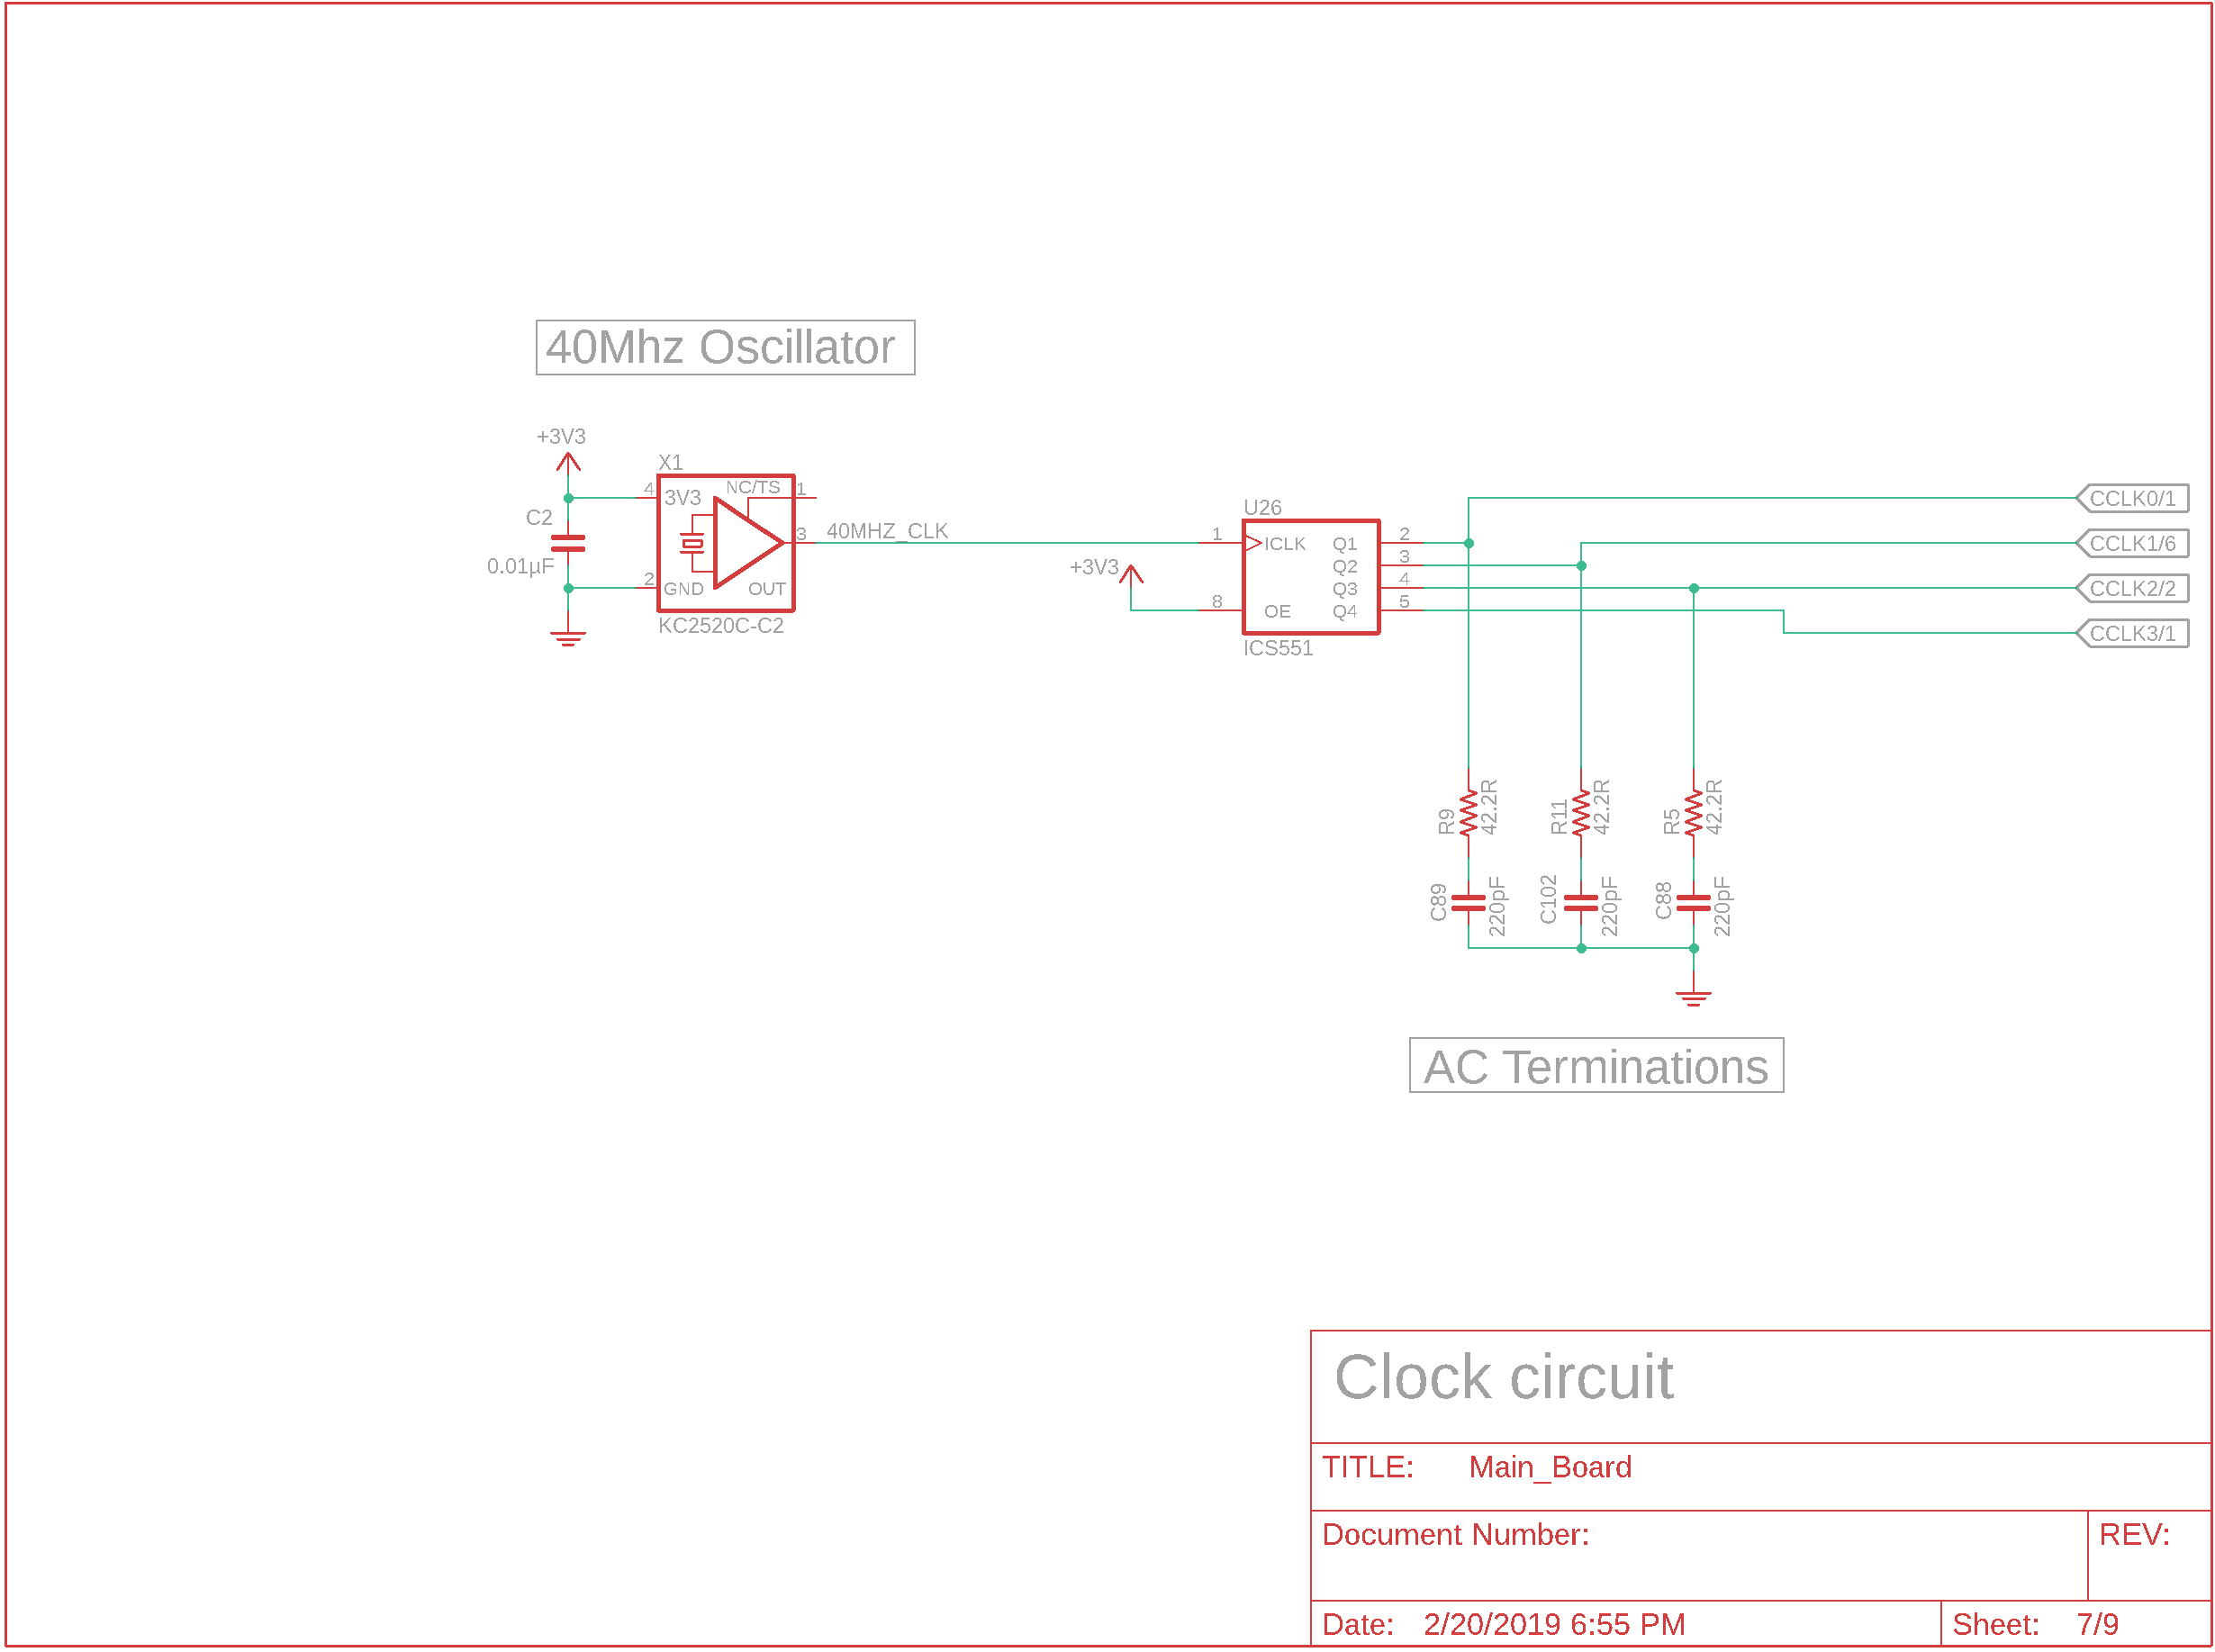 40Mhz Oscillator
+3V3
X1
4
3V3
NC/TS
1
C2
0.01µF
3
40MHZ_CLK
2
GND
OUT
KC2520C-C2
+3V3
U26
1
ICLK
8
OE
Q1
2
Q2
3
Q3
4
Q4
5
ICS551
CCLK0/1
CCLK1/6
CCLK2/2
CCLK3/1
R9
42.2R
R11
42.2R
R5
42.2R
C89
220pF
C102
220pF
C88
220pF
AC Terminations
Clock circuit
TITLE: Main_Board
Document Number:
REV:
Date: 2/20/2019 6:55 PM
Sheet: 7/9